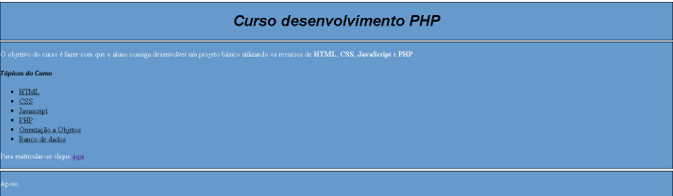 Curso desenvolvimento PHP
O objetivo do curso é fazer com que o aluno consiga desenvolver um projeto básico utilizando os recursos de HTML, CSS, JavaScript e PHP
Tópicos do Curso
HTML
CSS
Javascript
PHP
Orientação a Objetos
Banco de dados
Para matricular-se clique aqui
Apoio